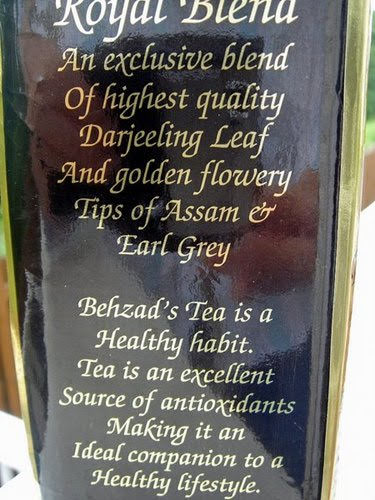 Royal Blend
An exclusive blend
Of highest quality
Darjeeling Leaf
And golden flowery
Tips of Assam &
Earl Grey
Behzad's Tea is a
Healthy habit.
Tea is an excellent
Source of antioxidants
Making it an
Ideal companion to a
Healthy lifestyle.